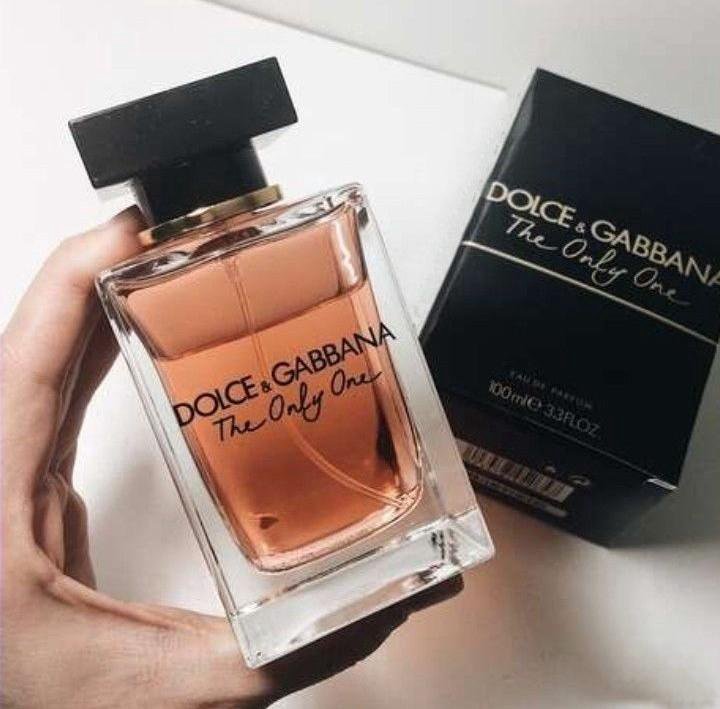 DOLCE & GABBANA
The Only One
DOLCE & GABBANA
The Only One
EAU DE PARFUM
100ml e 3.3FL.OZ.